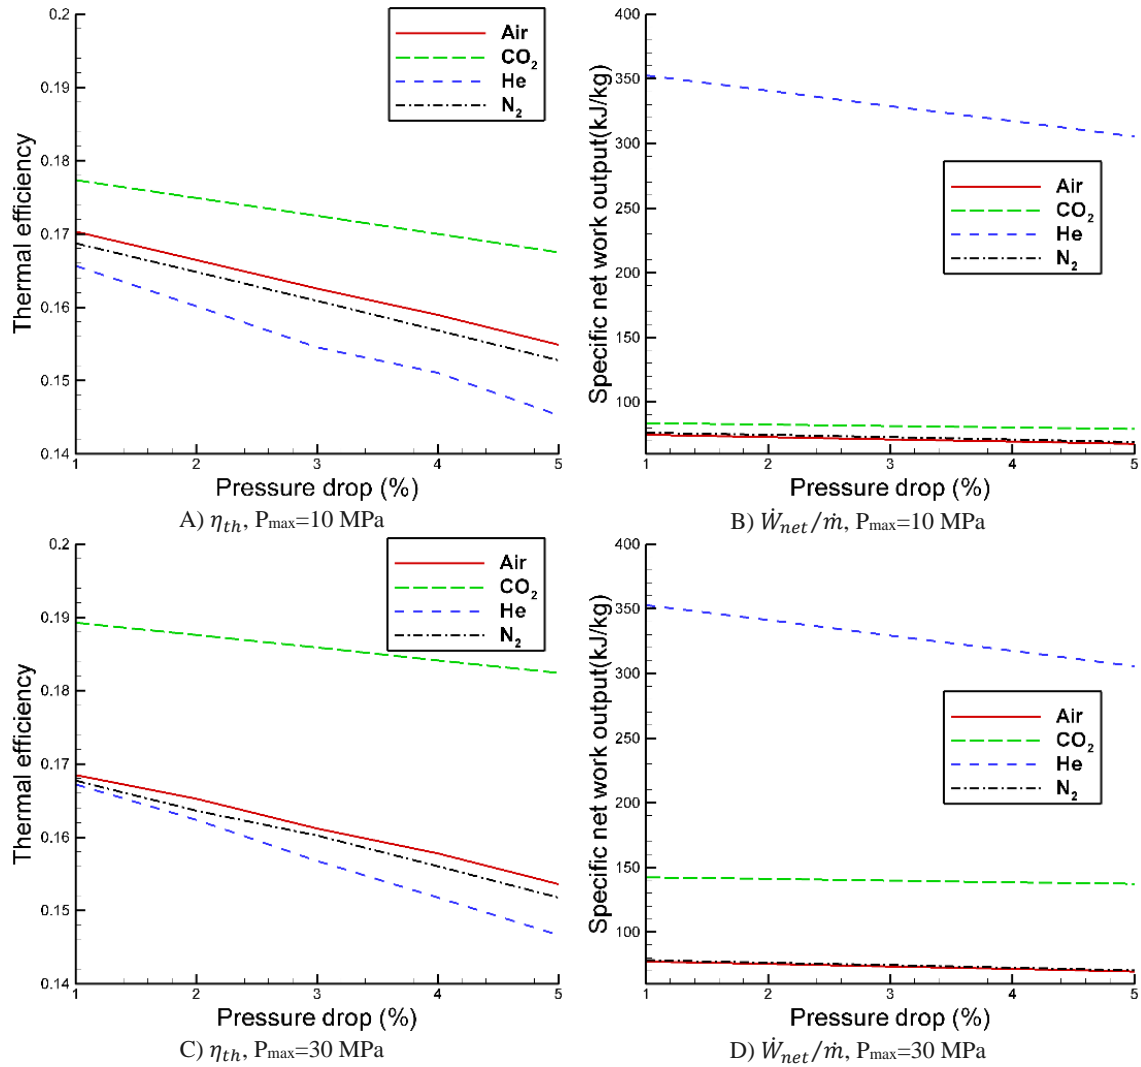 0.2
0.19
0.18
0.17
0.16
0.15
0.14
Thermal efficiency
Air
CO₂
He
N₂
1 2 3 4 5
Pressure drop (%)
A) η_th, Pmax=10 MPa
400
350
300
250
200
150
100
Specific net work output(kJ/kg)
Air
CO₂
He
N₂
1 2 3 4 5
Pressure drop (%)
B) Ẇ_net/ṁ, Pmax=10 MPa
0.2
0.19
0.18
0.17
0.16
0.15
0.14
Thermal efficiency
Air
CO₂
He
N₂
1 2 3 4 5
Pressure drop (%)
C) η_th, Pmax=30 MPa
400
350
300
250
200
150
100
Specific net work output(kJ/kg)
Air
CO₂
He
N₂
1 2 3 4 5
Pressure drop (%)
D) Ẇ_net/ṁ, Pmax=30 MPa